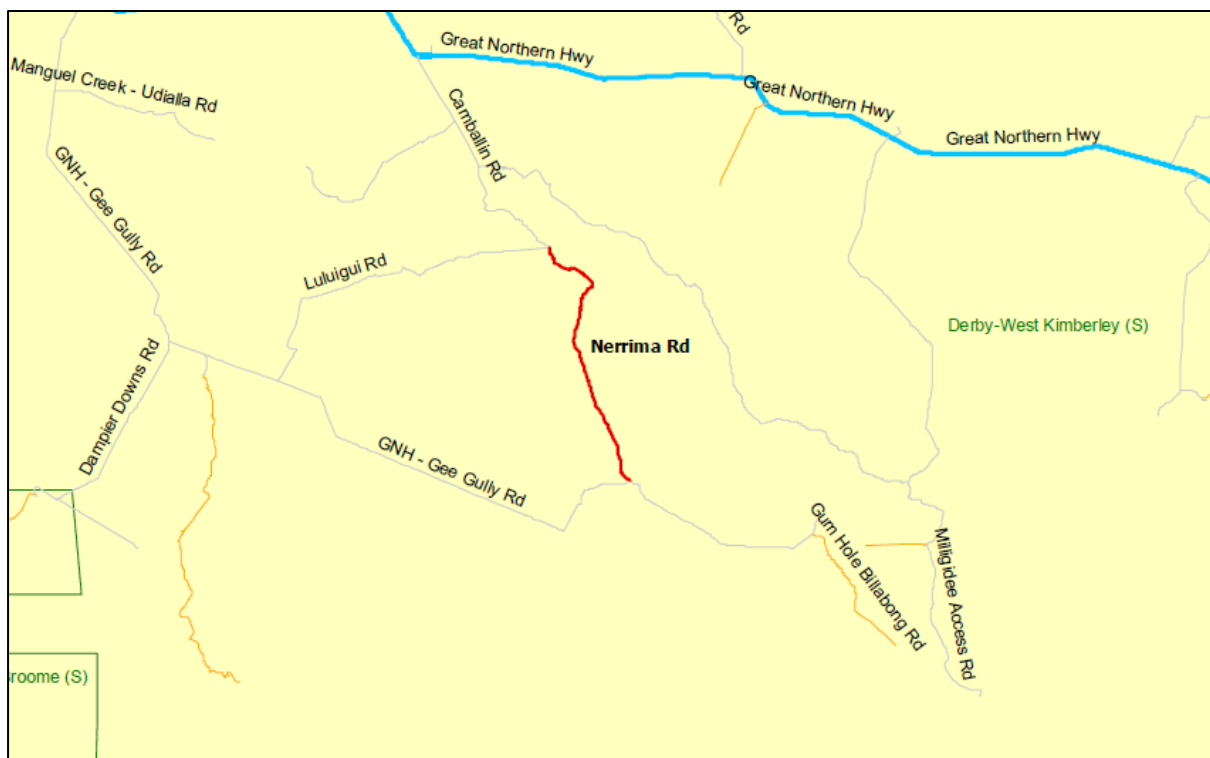 Rd
Great Northern Hwy
Manguel Creek - Udialla Rd
Great Northern Hwy
Camballin Rd
Great Northern Hwy
GNH - Gee Gully Rd
Luluigui Rd
Derby-West Kimberley (S)
Nerrima Rd
Dampier Downs Rd
GNH - Gee Gully Rd
Gum Hole Billabong Rd
Milligidee Access Rd
roome (S)